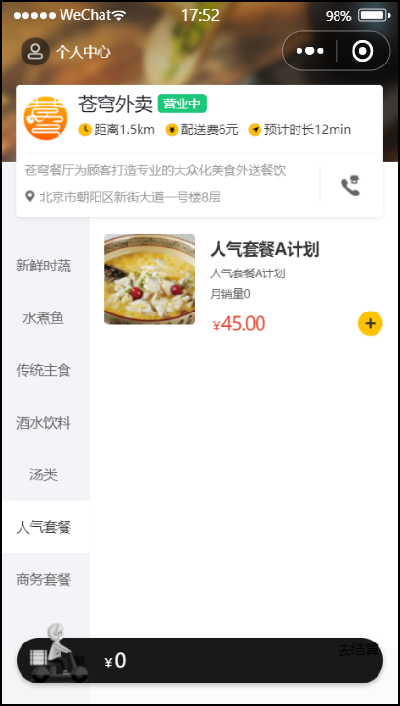 WeChat 17:52 98%
个人中心
苍穹外卖 营业中
距离1.5km 配送费6元 预计时长12min
苍穹餐厅为顾客打造专业的大众化美食外送餐饮
北京市朝阳区新街大道一号楼8层
新鲜时蔬
水煮鱼
传统主食
酒水饮料
汤类
人气套餐
商务套餐
人气套餐A计划
人气套餐A计划
月销量0
¥45.00
去结算
¥0